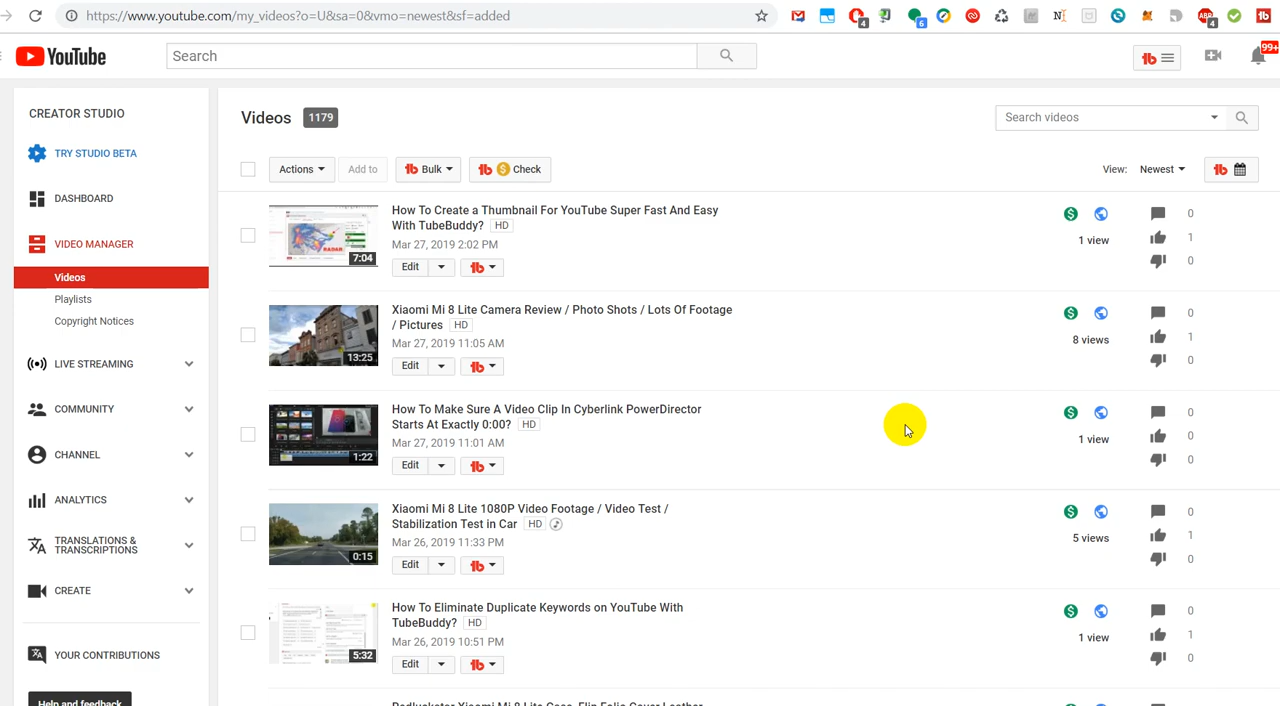 https://www.youtube.com/my_videos?o=U&sa=0&vmo=newest&sf=added
4
6
ABP
4
YouTube
Search
99+
CREATOR STUDIO
TRY STUDIO BETA
DASHBOARD
VIDEO MANAGER
Videos
Playlists
Copyright Notices
LIVE STREAMING
COMMUNITY
CHANNEL
ANALYTICS
TRANSLATIONS &
TRANSCRIPTIONS
CREATE
YOUR CONTRIBUTIONS
Help and feedback
Videos 1179
Search videos
Actions
Add to
Bulk
Check
View: Newest
How To Create a Thumbnail For YouTube Super Fast And Easy
With TubeBuddy? HD
Mar 27, 2019 2:02 PM
Edit
7:04
1 view
0
1
0
Xiaomi Mi 8 Lite Camera Review / Photo Shots / Lots Of Footage
/ Pictures HD
Mar 27, 2019 11:05 AM
Edit
13:25
8 views
0
1
0
How To Make Sure A Video Clip In Cyberlink PowerDirector
Starts At Exactly 0:00? HD
Mar 27, 2019 11:01 AM
Edit
1:22
1 view
0
0
0
Xiaomi Mi 8 Lite 1080P Video Footage / Video Test /
Stabilization Test in Car HD
Mar 26, 2019 11:33 PM
Edit
0:15
5 views
0
1
0
How To Eliminate Duplicate Keywords on YouTube With
TubeBuddy? HD
Mar 26, 2019 10:51 PM
Edit
5:32
1 view
0
1
0